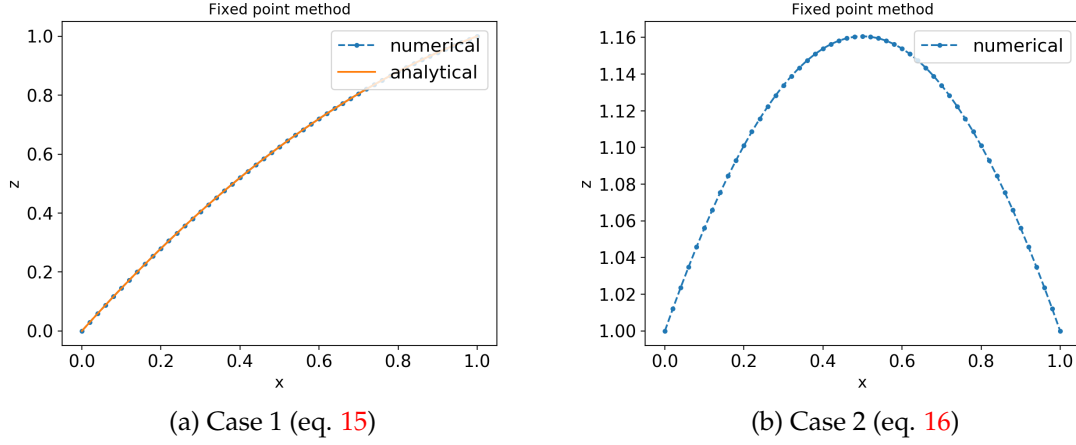 Fixed point method
numerical
analytical
1.0
0.8
0.6
0.4
0.2
0.0
z
0.0 0.2 0.4 0.6 0.8 1.0
x
(a) Case 1 (eq. 15)
Fixed point method
numerical
1.16
1.14
1.12
1.10
1.08
1.06
1.04
1.02
1.00
z
0.0 0.2 0.4 0.6 0.8 1.0
x
(b) Case 2 (eq. 16)